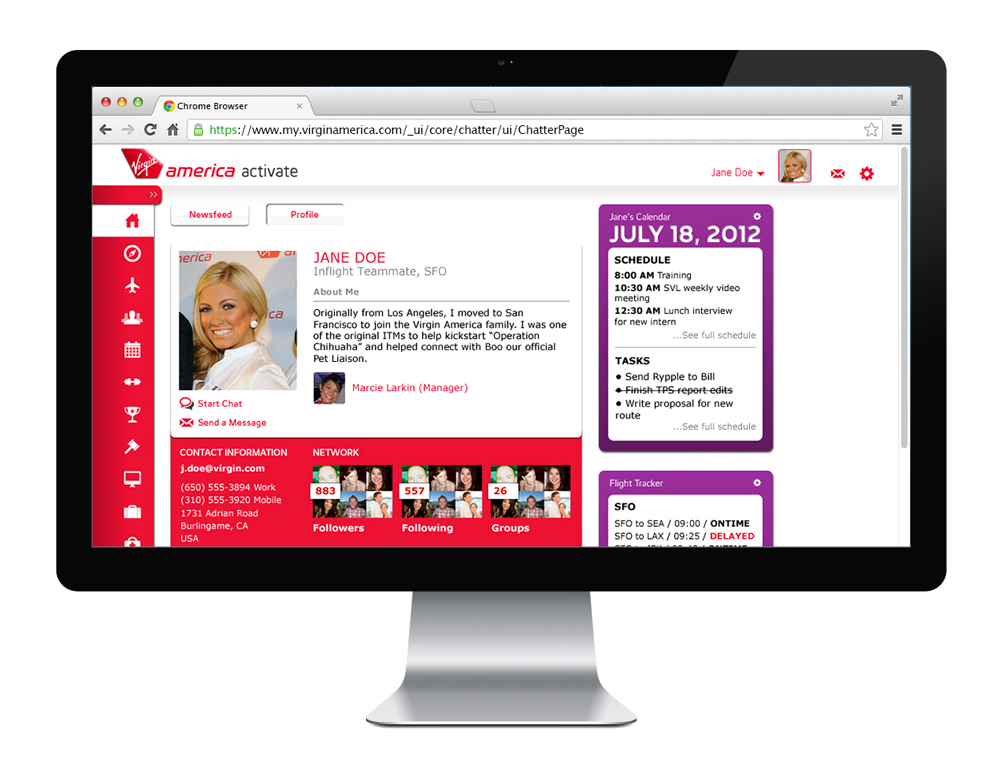 Chrome Browser
https://www.my.virginamerica.com/_ui/core/chatter/ui/ChatterPage
Virgin america activate
Jane Doe
Newsfeed
Profile
erica
a
ica
JANE DOE
Inflight Teammate, SFO
About Me
Originally from Los Angeles, I moved to San
Francisco to join the Virgin America family. I was one
of the original ITMs to help kickstart “Operation
Chihuaha” and helped connect with Boo our official
Pet Liaison.
Marcie Larkin (Manager)
Start Chat
Send a Message
CONTACT INFORMATION
j.doe@virgin.com
(650) 555-3894 Work
(310) 555-3920 Mobile
1731 Adrian Road
Burlingame, CA
USA
NETWORK
883
Followers
557
Following
26
Groups
Jane's Calendar
JULY 18, 2012
SCHEDULE
8:00 AM Training
10:30 AM SVL weekly video
meeting
12:30 AM Lunch interview
for new intern
...See full schedule
TASKS
• Send Rypple to Bill
• Finish TPS report edits
• Write proposal for new
route
...See full schedule
Flight Tracker
SFO
SFO to SEA / 09:00 / ONTIME
SFO to LAX / 09:25 / DELAYED